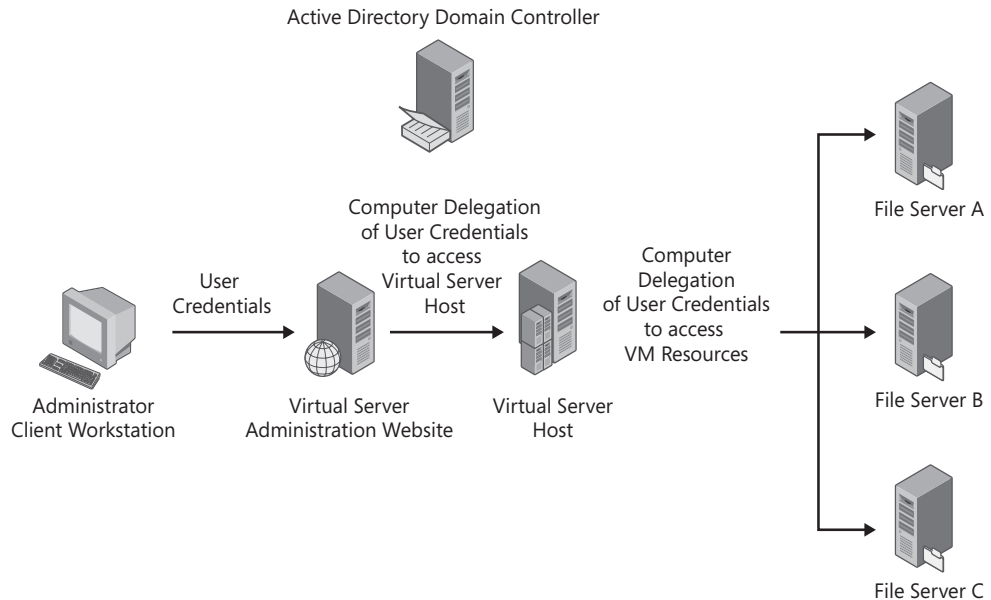 Active Directory Domain Controller
Computer Delegation
of User Credentials
to access
Virtual Server
Host
User
Credentials
Computer
Delegation
of User Credentials
to access
VM Resources
Administrator
Client Workstation
Virtual Server
Administration Website
Virtual Server
Host
File Server A
File Server B
File Server C